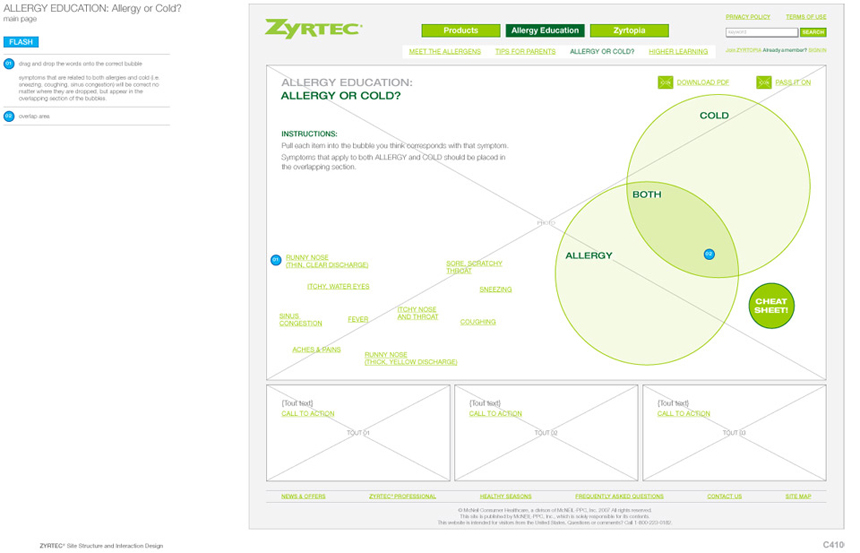 ALLERGY EDUCATION: Allergy or Cold?
main page
FLASH
01 drag and drop the words onto the correct bubble
symptoms that are related to both allergies and cold (i.e.
sneezing, coughing, sinus congestion) will be correct no
matter where they are dropped, but appear in the
overlapping section of the bubbles.
02 overlap area
ZYRTEC®
Products Allergy Education Zyrtopia
PRIVACY POLICY TERMS OF USE
keyword SEARCH
MEET THE ALLERGENS TIPS FOR PARENTS ALLERGY OR COLD? HIGHER LEARNING
Join ZYRTOPIA Already a member? SIGN IN
ALLERGY EDUCATION:
ALLERGY OR COLD?
DOWNLOAD PDF PASS IT ON
INSTRUCTIONS:
Pull each item into the bubble you think corresponds with that symptom.
Symptoms that apply to both ALLERGY and COLD should be placed in
the overlapping section.
COLD
BOTH
ALLERGY
02
CHEAT
SHEET!
01
RUNNY NOSE
(THIN, CLEAR DISCHARGE)
SORE, SCRATCHY
THROAT
ITCHY, WATER EYES
SNEEZING
SINUS
CONGESTION
FEVER
ITCHY NOSE
AND THROAT
COUGHING
ACHES & PAINS
RUNNY NOSE
(THICK, YELLOW DISCHARGE)
{Tout text}
CALL TO ACTION
TOUT 01
{Tout text}
CALL TO ACTION
TOUT 02
{Tout text}
CALL TO ACTION
TOUT 03
NEWS & OFFERS ZYRTEC® PROFESSIONAL HEALTHY SEASONS FREQUENTLY ASKED QUESTIONS CONTACT US SITE MAP
© McNeil Consumer Healthcare, a division of McNEIL-PPC, Inc. 2007 All rights reserved.
This site is published by McNEIL-PPC, Inc., which is solely responsible for its contents.
This website is intended for visitors from the United States. Questions or comments? Call
ZYRTEC® Site Structure and Interaction Design
C410